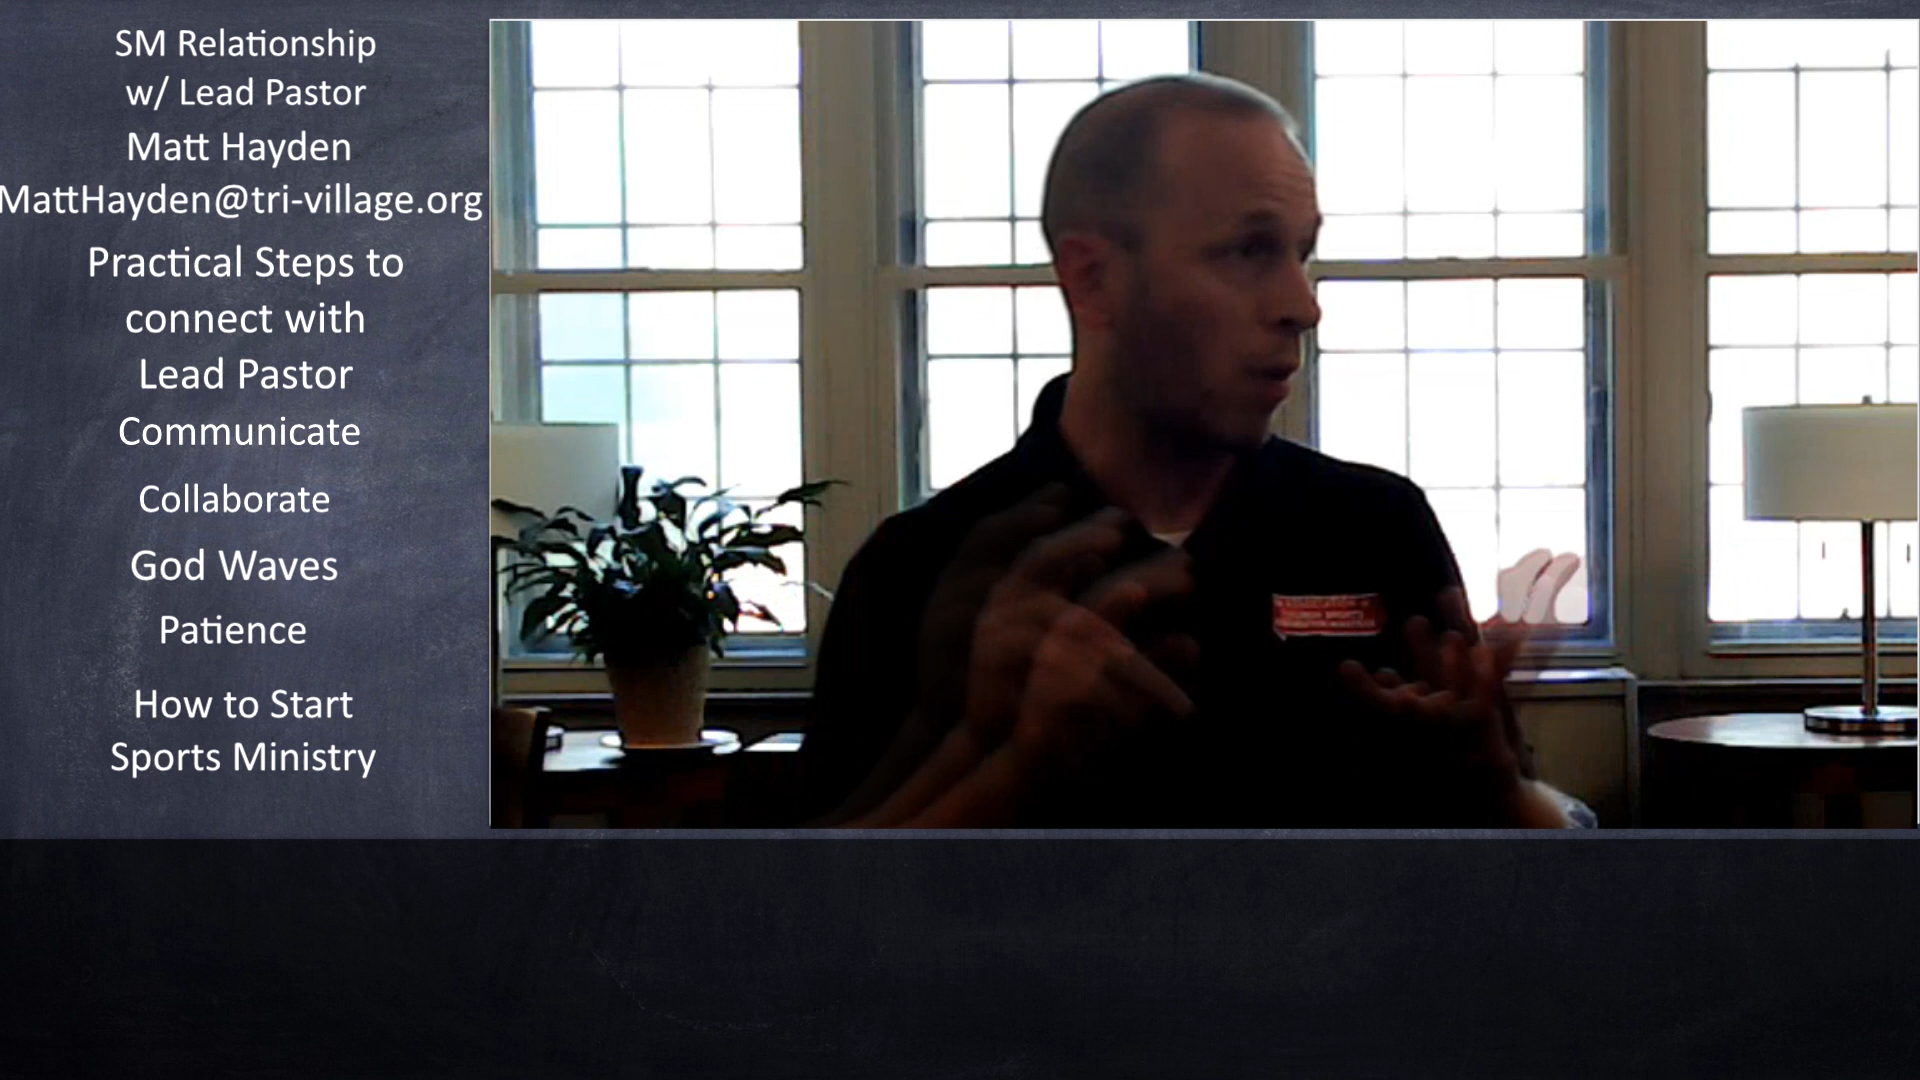 SM Relationship
w/ Lead Pastor
Matt Hayden
MattHayden@tri-village.org
Practical Steps to
connect with
Lead Pastor
Communicate
Collaborate
God Waves
Patience
How to Start
Sports Ministry